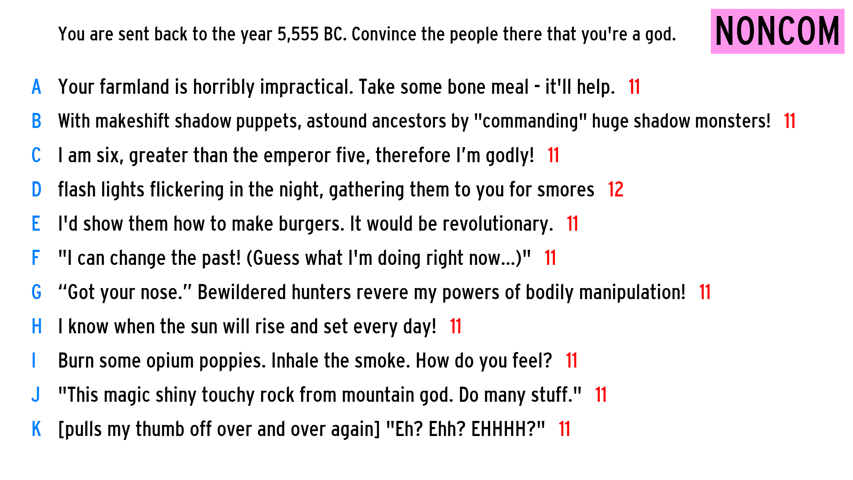 You are sent back to the year 5,555 BC. Convince the people there that you're a god.
NONCOM
A Your farmland is horribly impractical. Take some bone meal - it'll help. 11
B With makeshift shadow puppets, astound ancestors by "commanding" huge shadow monsters! 11
C I am six, greater than the emperor five, therefore I’m godly! 11
D flash lights flickering in the night, gathering them to you for smores 12
E I'd show them how to make burgers. It would be revolutionary. 11
F "I can change the past! (Guess what I'm doing right now...)" 11
G “Got your nose.” Bewildered hunters revere my powers of bodily manipulation! 11
H I know when the sun will rise and set every day! 11
I Burn some opium poppies. Inhale the smoke. How do you feel? 11
J "This magic shiny touchy rock from mountain god. Do many stuff." 11
K [pulls my thumb off over and over again] "Eh? Ehh? EHHHH?" 11